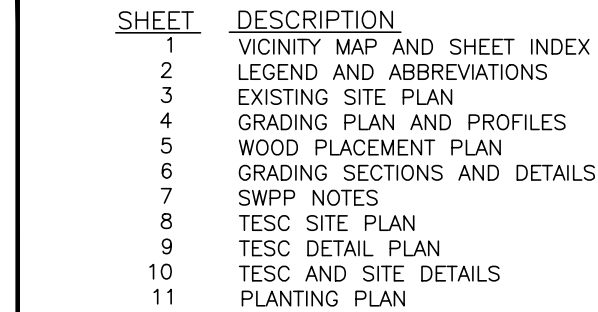 SHEET DESCRIPTION
1 VICINITY MAP AND SHEET INDEX
2 LEGEND AND ABBREVIATIONS
3 EXISTING SITE PLAN
4 GRADING PLAN AND PROFILES
5 WOOD PLACEMENT PLAN
6 GRADING SECTIONS AND DETAILS
7 SWPP NOTES
8 TESC SITE PLAN
9 TESC DETAIL PLAN
10 TESC AND SITE DETAILS
11 PLANTING PLAN